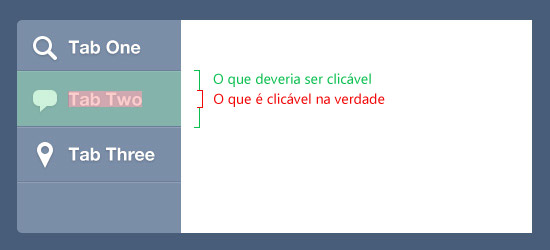 Tab One
O que deveria ser clicável
Tab Two
O que é clicável na verdade
Tab Three